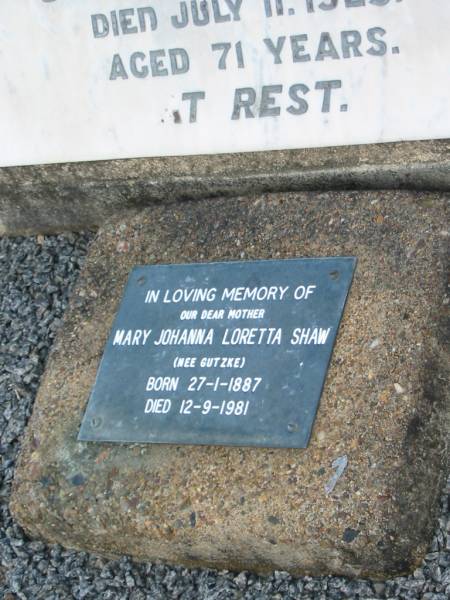 DIED JULY 11, 192
AGED 71 YEARS.
T REST.
IN LOVING MEMORY OF
OUR DEAR MOTHER
MARY JOHANNA LORETTA SHAW
(NEE GUTZKE)
BORN 27-1-1887
DIED 12-9-1981